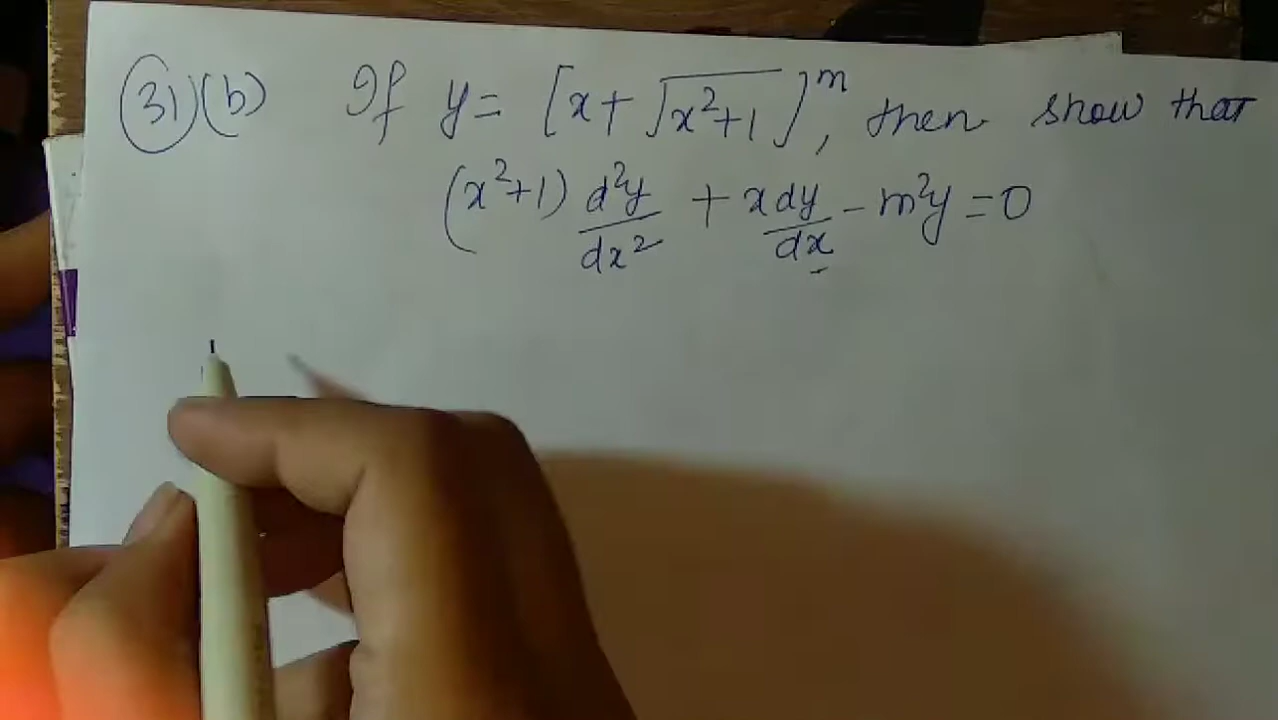 31) (b) If y = [x + √(x²+1)]ᵐ, then show that
(x²+1) d²y/dx² + x dy/dx - m²y = 0